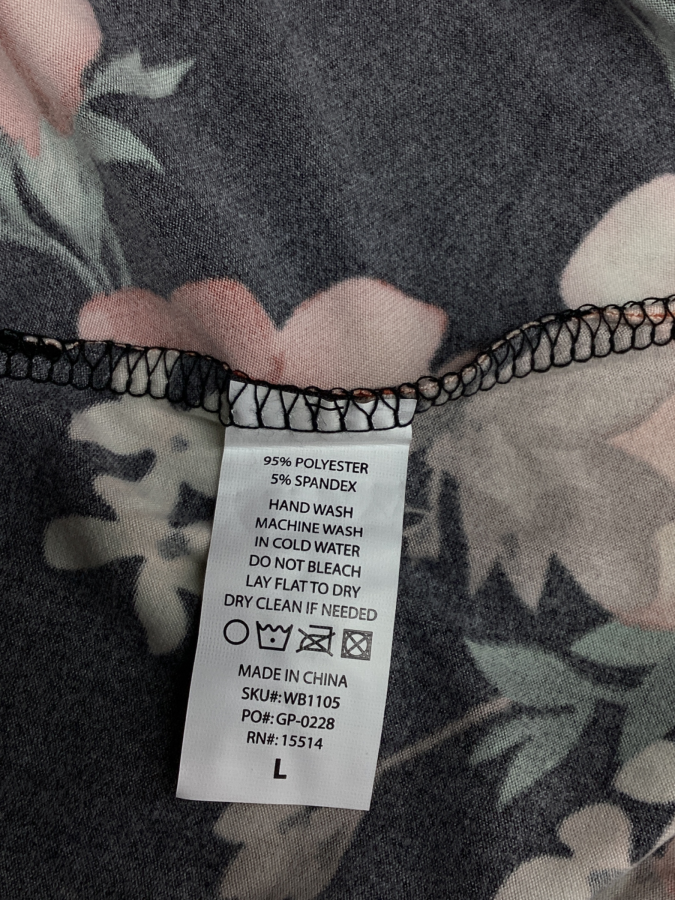 95% POLYESTER
5% SPANDEX
HAND WASH
MACHINE WASH
IN COLD WATER
DO NOT BLEACH
LAY FLAT TO DRY
DRY CLEAN IF NEEDED
MADE IN CHINA
SKU#:WB1105
PO#:GP-0228
RN#:15514
L